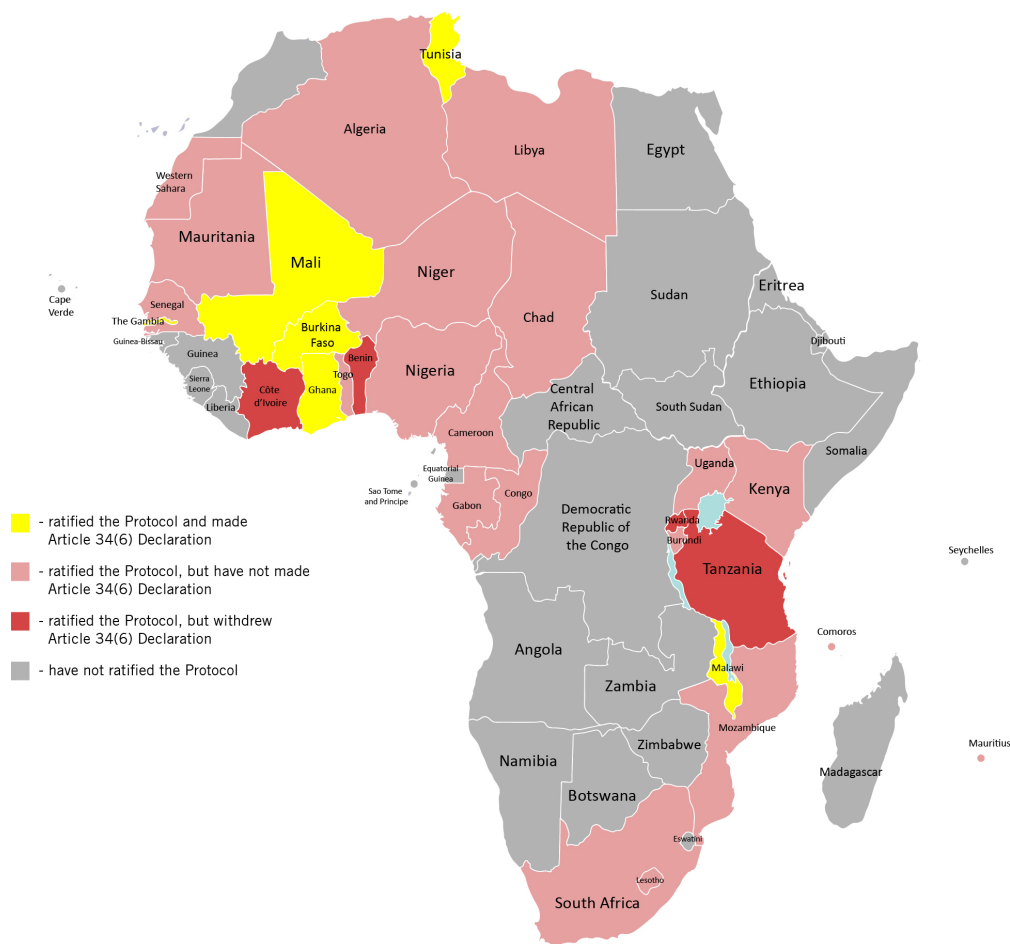 Tunisia
Algeria
Libya
Egypt
Western
Sahara
Mauritania
Mali
Niger
Chad
Sudan
Eritrea
Cape
Verde
Senegal
The Gambia
Guinea-Bissau
Guinea
Sierra
Leone
Liberia
Côte
d'Ivoire
Burkina
Faso
Ghana
Togo
Benin
Nigeria
Cameroon
Central
African
Republic
South Sudan
Ethiopia
Djibouti
Somalia
Equatorial
Guinea
Sao Tome
and Principe
Gabon
Congo
Democratic
Republic of
the Congo
Uganda
Kenya
Rwanda
Burundi
Tanzania
Seychelles
Comoros
Angola
Zambia
Malawi
Mozambique
Zimbabwe
Namibia
Botswana
Madagascar
Mauritius
Eswatini
Lesotho
South Africa
- ratified the Protocol and made
Article 34(6) Declaration
- ratified the Protocol, but have not made
Article 34(6) Declaration
- ratified the Protocol, but withdrew
Article 34(6) Declaration
- have not ratified the Protocol